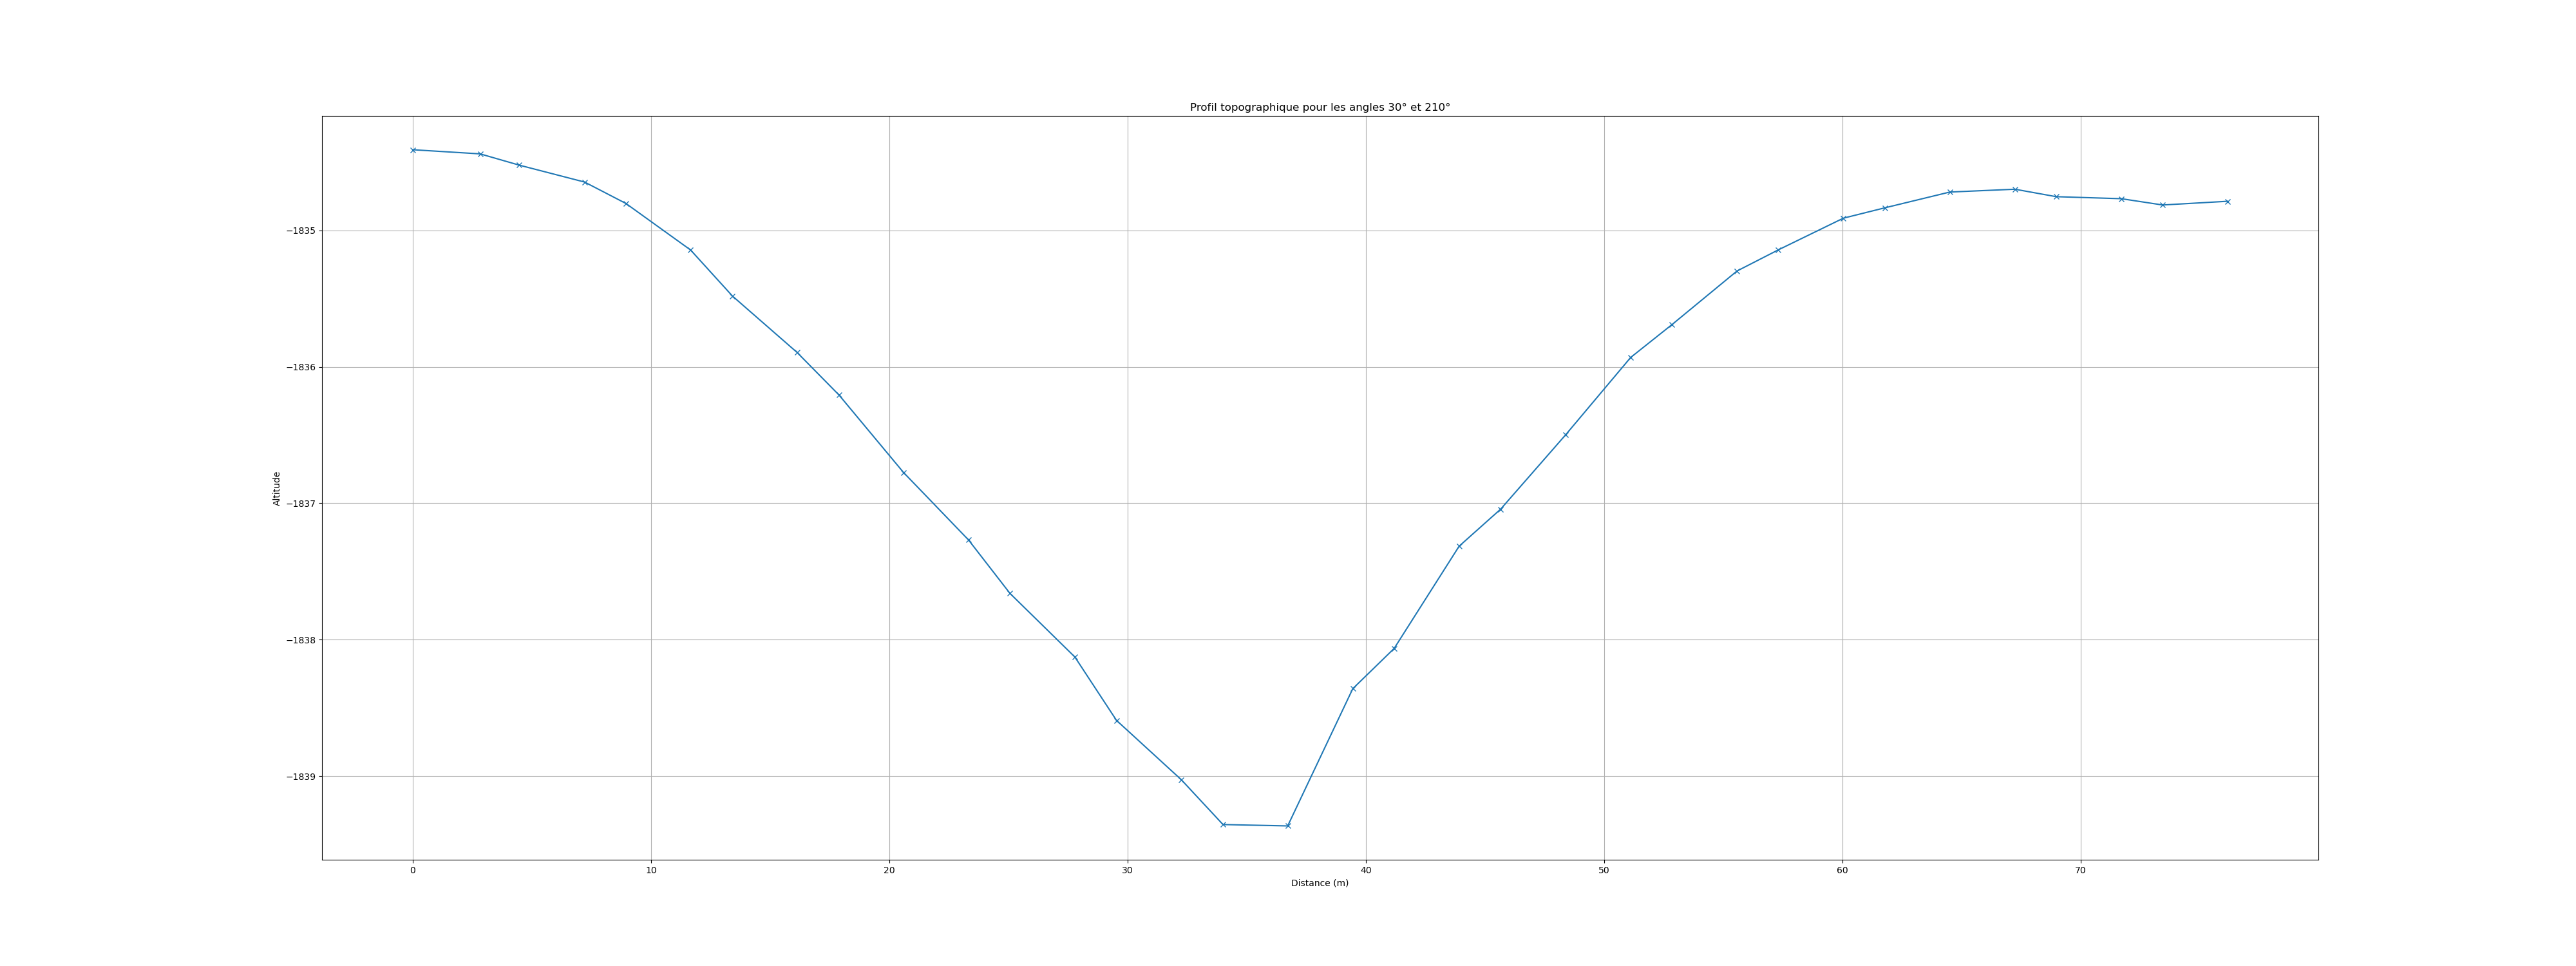 Profil topographique pour les angles 30° et 210°
−1835
−1836
−1837
−1838
−1839
Altitude
0 10 20 30 40 50 60 70
Distance (m)